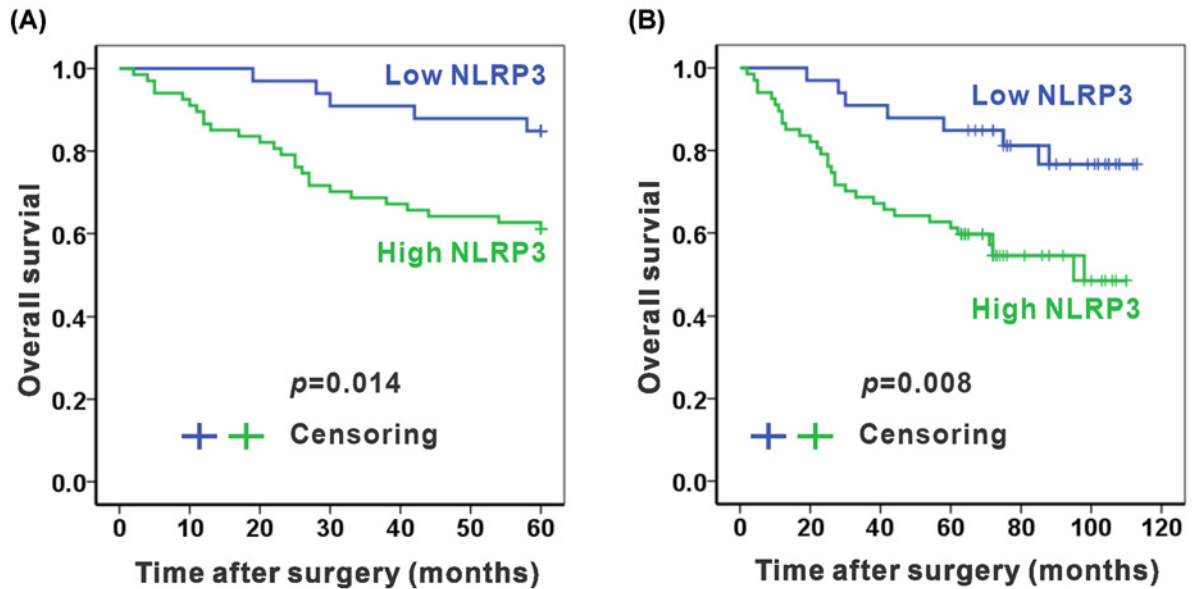 (A)
Overall survial
1.0
0.8
0.6
0.4
0.2
0.0
Low NLRP3
High NLRP3
p=0.014
Censoring
0 10 20 30 40 50 60
Time after surgery (months)
(B)
Overall survial
1.0
0.8
0.6
0.4
0.2
0.0
Low NLRP3
High NLRP3
p=0.008
Censoring
0 20 40 60 80 100 120
Time after surgery (months)